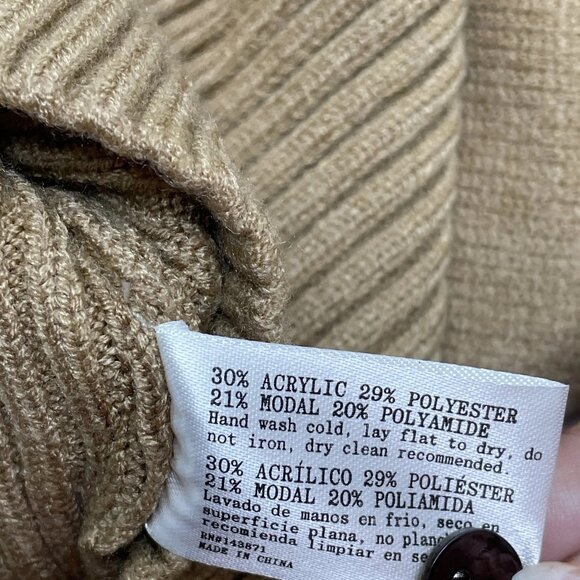 30% ACRYLIC 29% POLYESTER
21% MODAL 20% POLYAMIDE
Hand wash cold, lay flat to dry, do
not iron, dry clean recommended.
30% ACRÍLICO 29% POLIÉSTER
21% MODAL 20% POLIAMIDA
Lavado de manos en frio, seco en
superficie plana, no
recomienda limpiar en
RN#143871
MADE IN CHINA